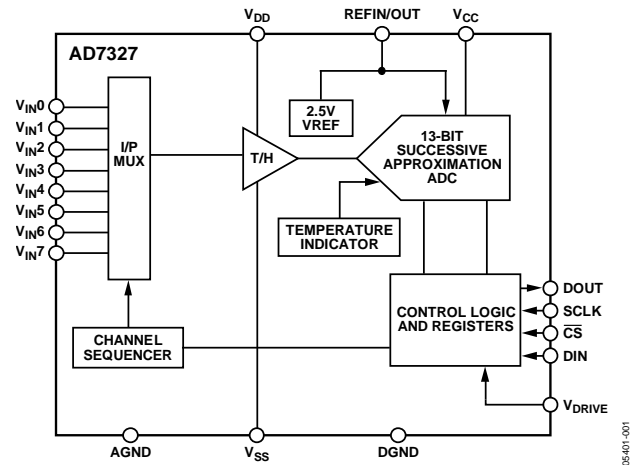 VDD
REFIN/OUT
VCC
AD7327
VIN0
VIN1
VIN2
VIN3
VIN4
VIN5
VIN6
VIN7
I/P
MUX
2.5V
VREF
T/H
13-BIT
SUCCESSIVE
APPROXIMATION
ADC
TEMPERATURE
INDICATOR
CHANNEL
SEQUENCER
CONTROL LOGIC
AND REGISTERS
DOUT
SCLK
CS
DIN
VDRIVE
AGND
VSS
DGND
05401-001